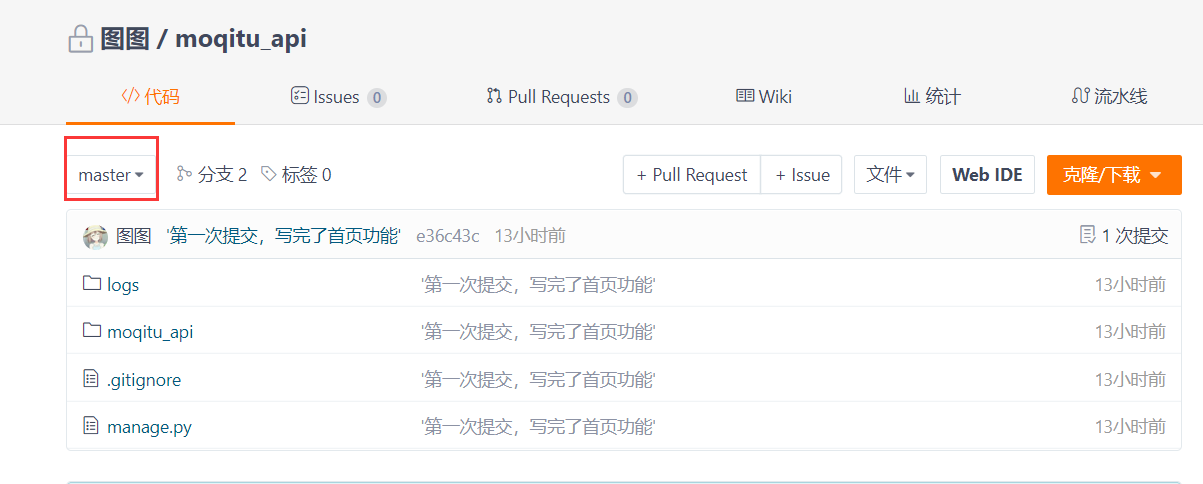 图图 / moqitu_api
代码 Issues 0 Pull Requests 0 Wiki 统计 流水线
master 分支 2 标签 0 + Pull Request + Issue 文件 Web IDE 克隆/下载
图图 '第一次提交，写完了首页功能' e36c43c 13小时前 1 次提交
logs '第一次提交，写完了首页功能' 13小时前
moqitu_api '第一次提交，写完了首页功能' 13小时前
.gitignore '第一次提交，写完了首页功能' 13小时前
manage.py '第一次提交，写完了首页功能' 13小时前